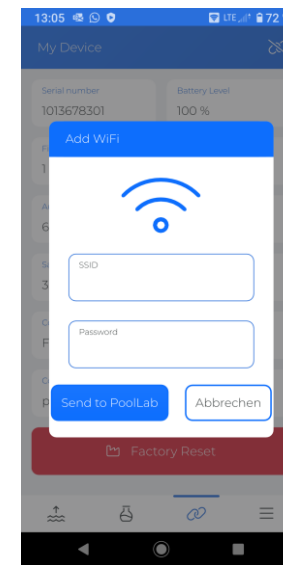 13:05 LTE 72
My Device
Serial number Battery Level
1013678301 100 %
Add WiFi
SSID
Password
Send to PoolLab Abbrechen
Factory Reset